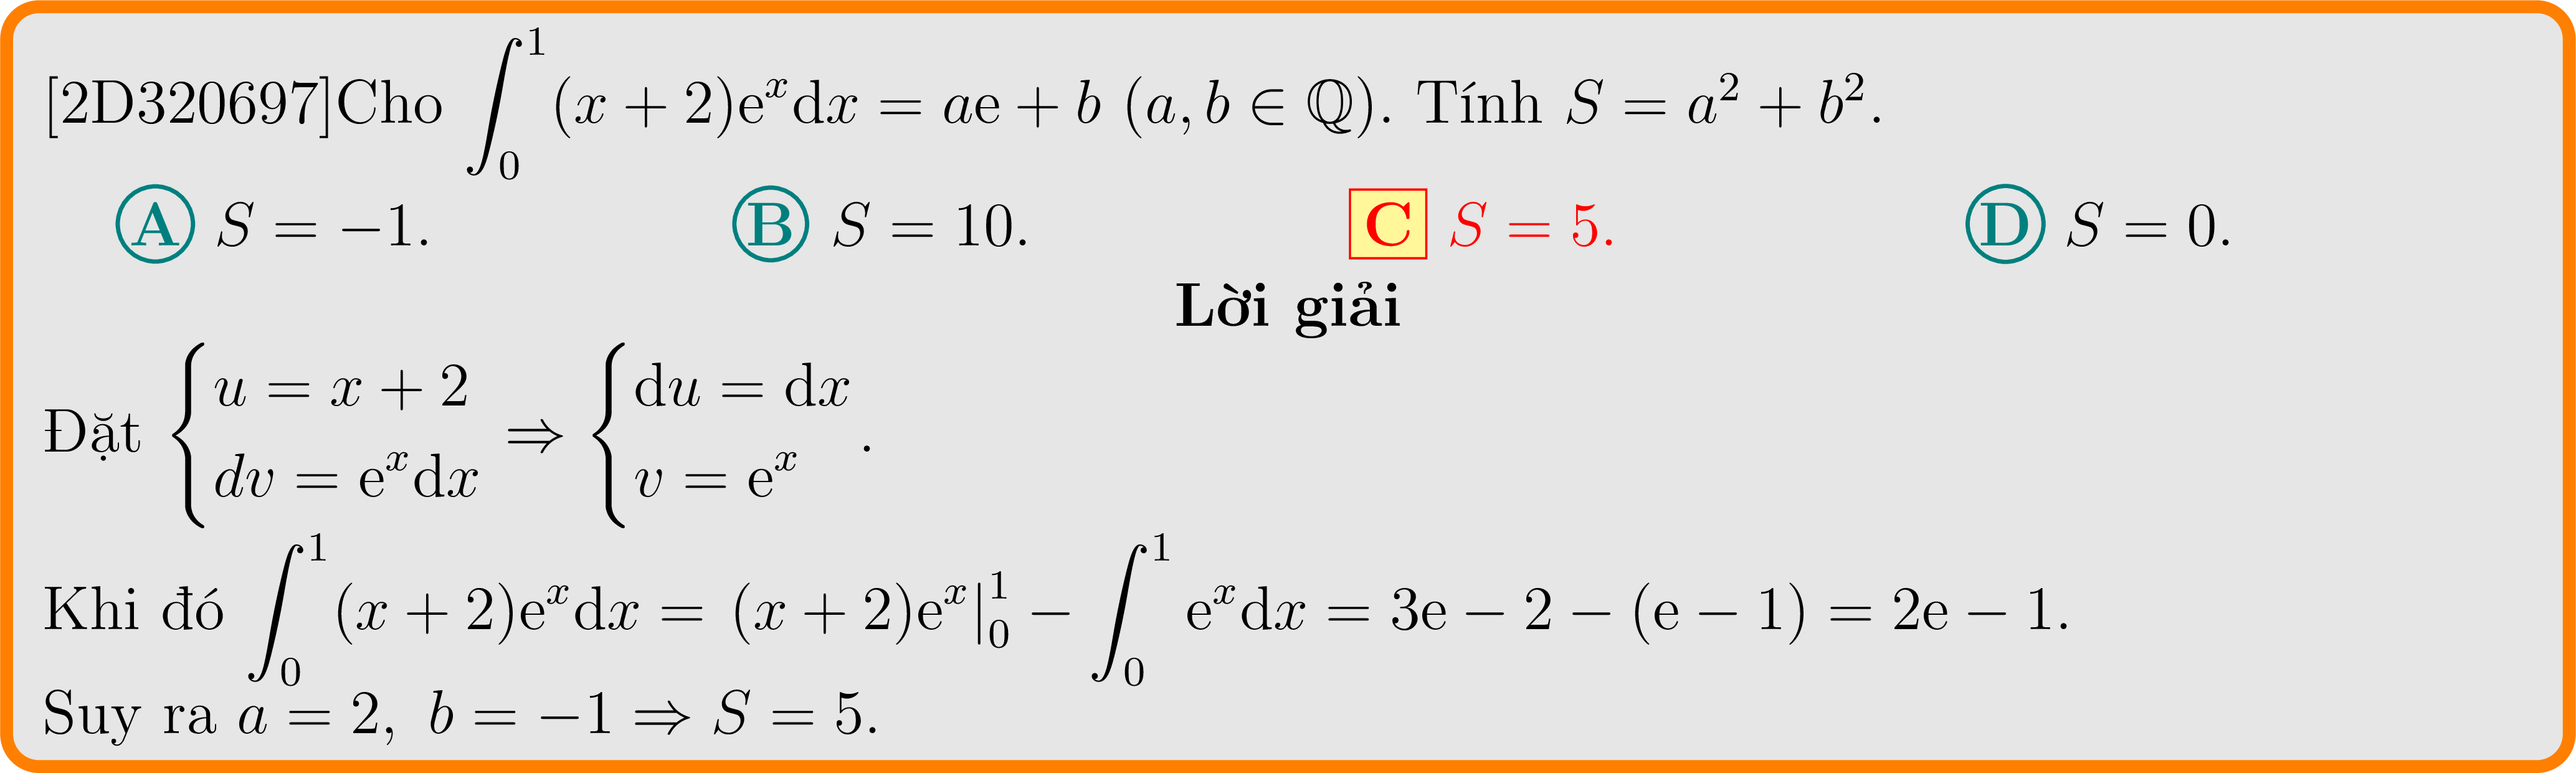 [2D320697]Cho $\int_0^1 (x+2)\mathrm{e}^x\mathrm{d}x = a\mathrm{e} + b\ (a, b \in \mathbb{Q})$. Tính $S = a^2 + b^2$.
A $S = -1$. B $S = 10$. C $S = 5$. D $S = 0$.
Lời giải
Đặt $\begin{cases} u = x + 2 \\ dv = \mathrm{e}^x\mathrm{d}x \end{cases} \Rightarrow \begin{cases} \mathrm{d}u = \mathrm{d}x \\ v = \mathrm{e}^x \end{cases}$.
Khi đó $\int_0^1 (x+2)\mathrm{e}^x\mathrm{d}x = (x+2)\mathrm{e}^x\big|_0^1 - \int_0^1 \mathrm{e}^x\mathrm{d}x = 3\mathrm{e} - 2 - (\mathrm{e} - 1) = 2\mathrm{e} - 1$.
Suy ra $a = 2,\ b = -1 \Rightarrow S = 5$.